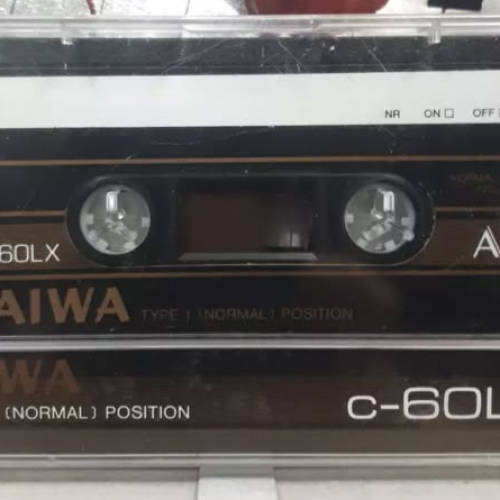 NR ON OFF
60LX A
AIWA TYPE I (NORMAL) POSITION
WA
(NORMAL) POSITION C-60L